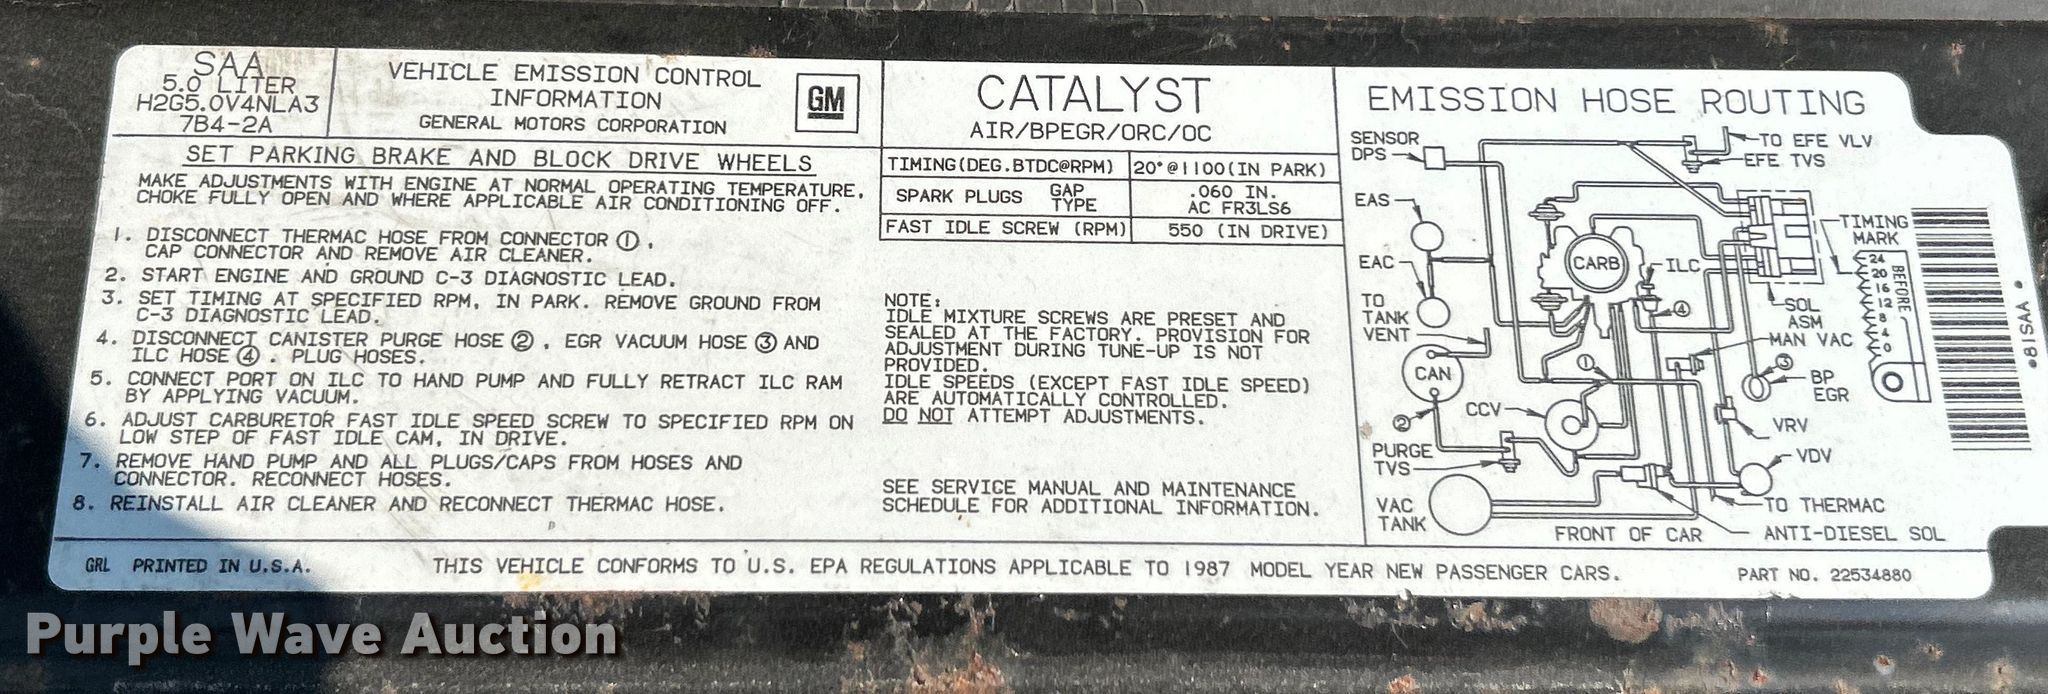 SAA
5.0 LITER
H2G5.0V4NLA3
7B4-2A
VEHICLE EMISSION CONTROL
INFORMATION
GENERAL MOTORS CORPORATION
GM
SET PARKING BRAKE AND BLOCK DRIVE WHEELS
MAKE ADJUSTMENTS WITH ENGINE AT NORMAL OPERATING TEMPERATURE,
CHOKE FULLY OPEN AND WHERE APPLICABLE AIR CONDITIONING OFF.
1. DISCONNECT THERMAC HOSE FROM CONNECTOR ①,
CAP CONNECTOR AND REMOVE AIR CLEANER.
2. START ENGINE AND GROUND C-3 DIAGNOSTIC LEAD.
3. SET TIMING AT SPECIFIED RPM, IN PARK. REMOVE GROUND FROM
C-3 DIAGNOSTIC LEAD.
4. DISCONNECT CANISTER PURGE HOSE ②, EGR VACUUM HOSE ③ AND
ILC HOSE ④. PLUG HOSES.
5. CONNECT PORT ON ILC TO HAND PUMP AND FULLY RETRACT ILC RAM
BY APPLYING VACUUM.
6. ADJUST CARBURETOR FAST IDLE SPEED SCREW TO SPECIFIED RPM ON
LOW STEP OF FAST IDLE CAM, IN DRIVE.
7. REMOVE HAND PUMP AND ALL PLUGS/CAPS FROM HOSES AND
CONNECTOR. RECONNECT HOSES.
8. REINSTALL AIR CLEANER AND RECONNECT THERMAC HOSE.
CATALYST
AIR/BPEGR/ORC/OC
TIMING(DEG.BTDC@RPM) 20°@1100(IN PARK)
SPARK PLUGS GAP .060 IN.
TYPE AC FR3LS6
FAST IDLE SCREW (RPM) 550 (IN DRIVE)
NOTE:
IDLE MIXTURE SCREWS ARE PRESET AND
SEALED AT THE FACTORY. PROVISION FOR
ADJUSTMENT DURING TUNE-UP IS NOT
PROVIDED.
IDLE SPEEDS (EXCEPT FAST IDLE SPEED)
ARE AUTOMATICALLY CONTROLLED.
DO NOT ATTEMPT ADJUSTMENTS.
SEE SERVICE MANUAL AND MAINTENANCE
SCHEDULE FOR ADDITIONAL INFORMATION.
EMISSION HOSE ROUTING
SENSOR
DPS
TO EFE VLV
EFE TVS
EAS
TIMING
MARK
EAC
CARB
ILC
24
20
16
12
8
4
0
BEFORE
TO
TANK
VENT
④
SOL
ASM
MAN VAC
CAN
①
③
BP
EGR
②
CCV
VRV
PURGE
TVS
VDV
VAC
TANK
TO THERMAC
FRONT OF CAR
ANTI-DIESEL SOL
*81SAA*
GRL PRINTED IN U.S.A.
THIS VEHICLE CONFORMS TO U.S. EPA REGULATIONS APPLICABLE TO 1987 MODEL YEAR NEW PASSENGER CARS.
PART NO. 22534880
Purple Wave Auction